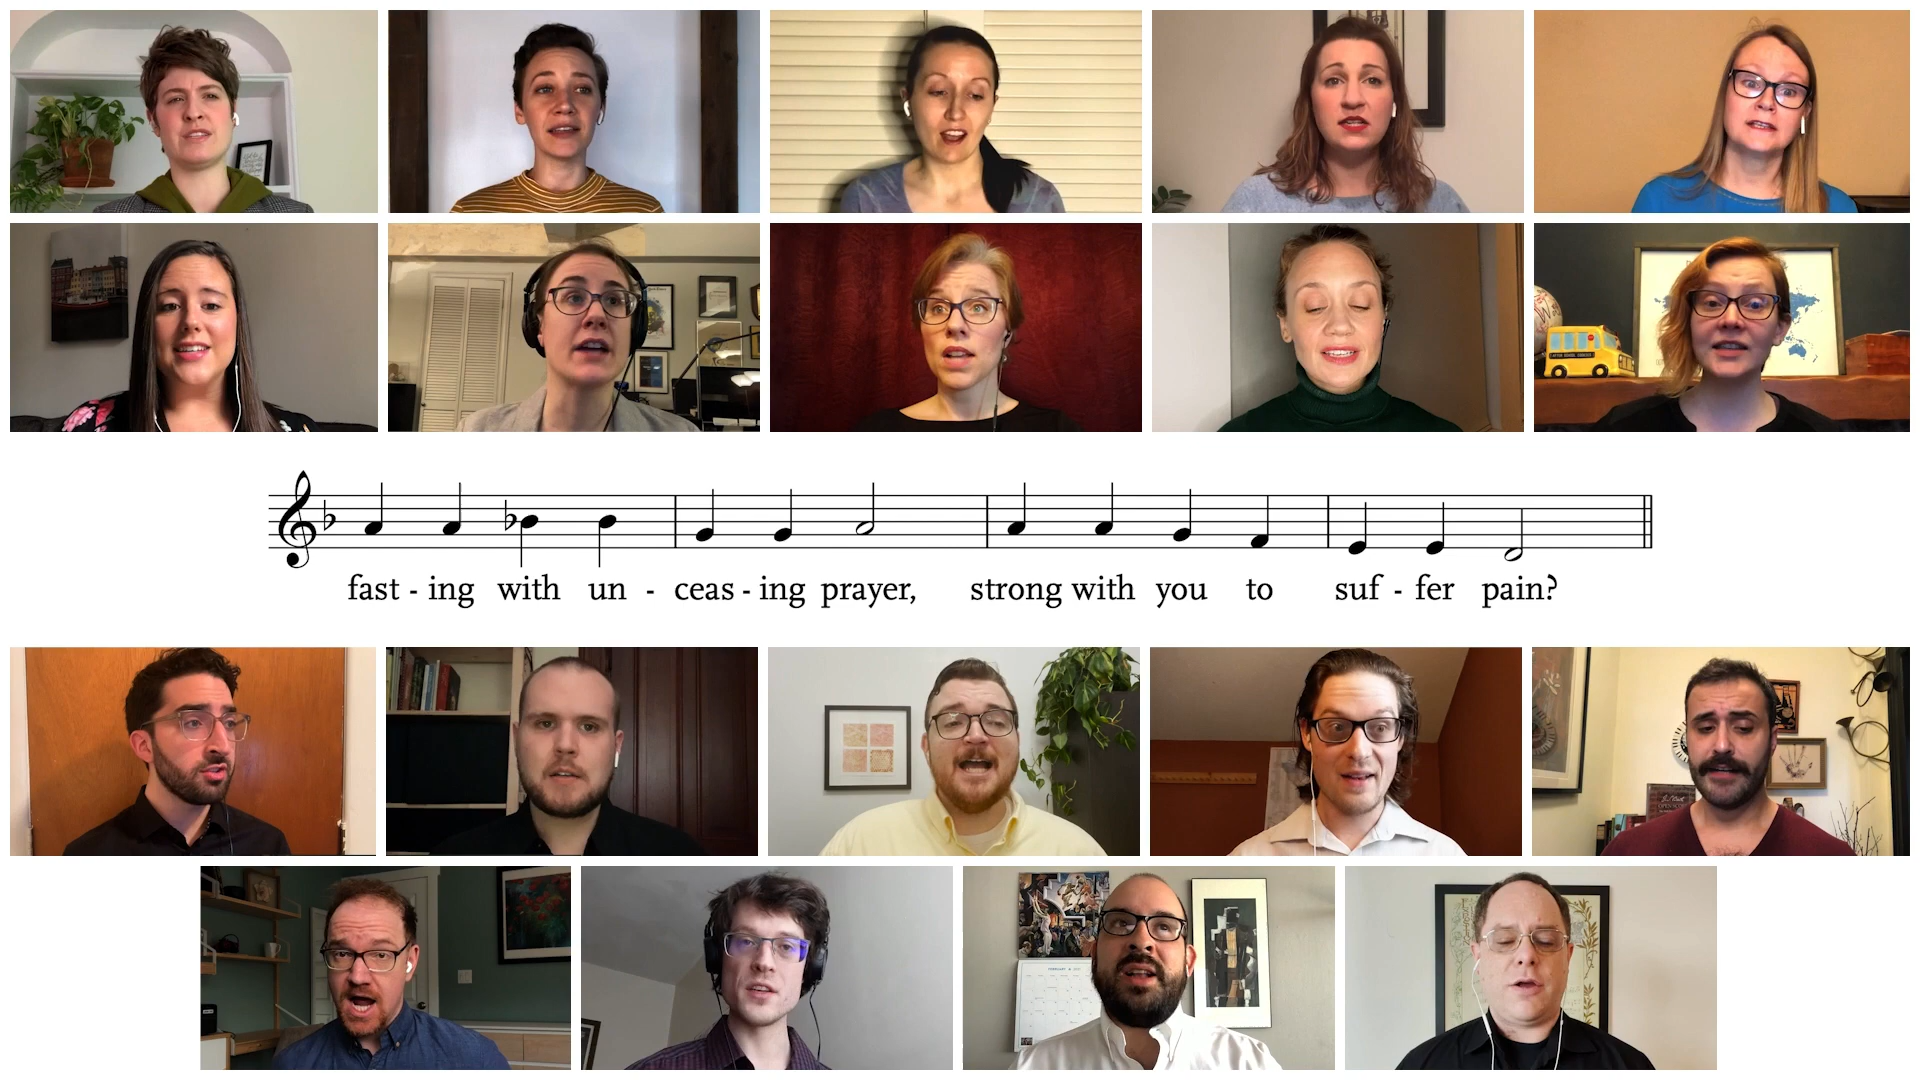 fast - ing with un - ceas - ing prayer, strong with you to suf - fer pain?